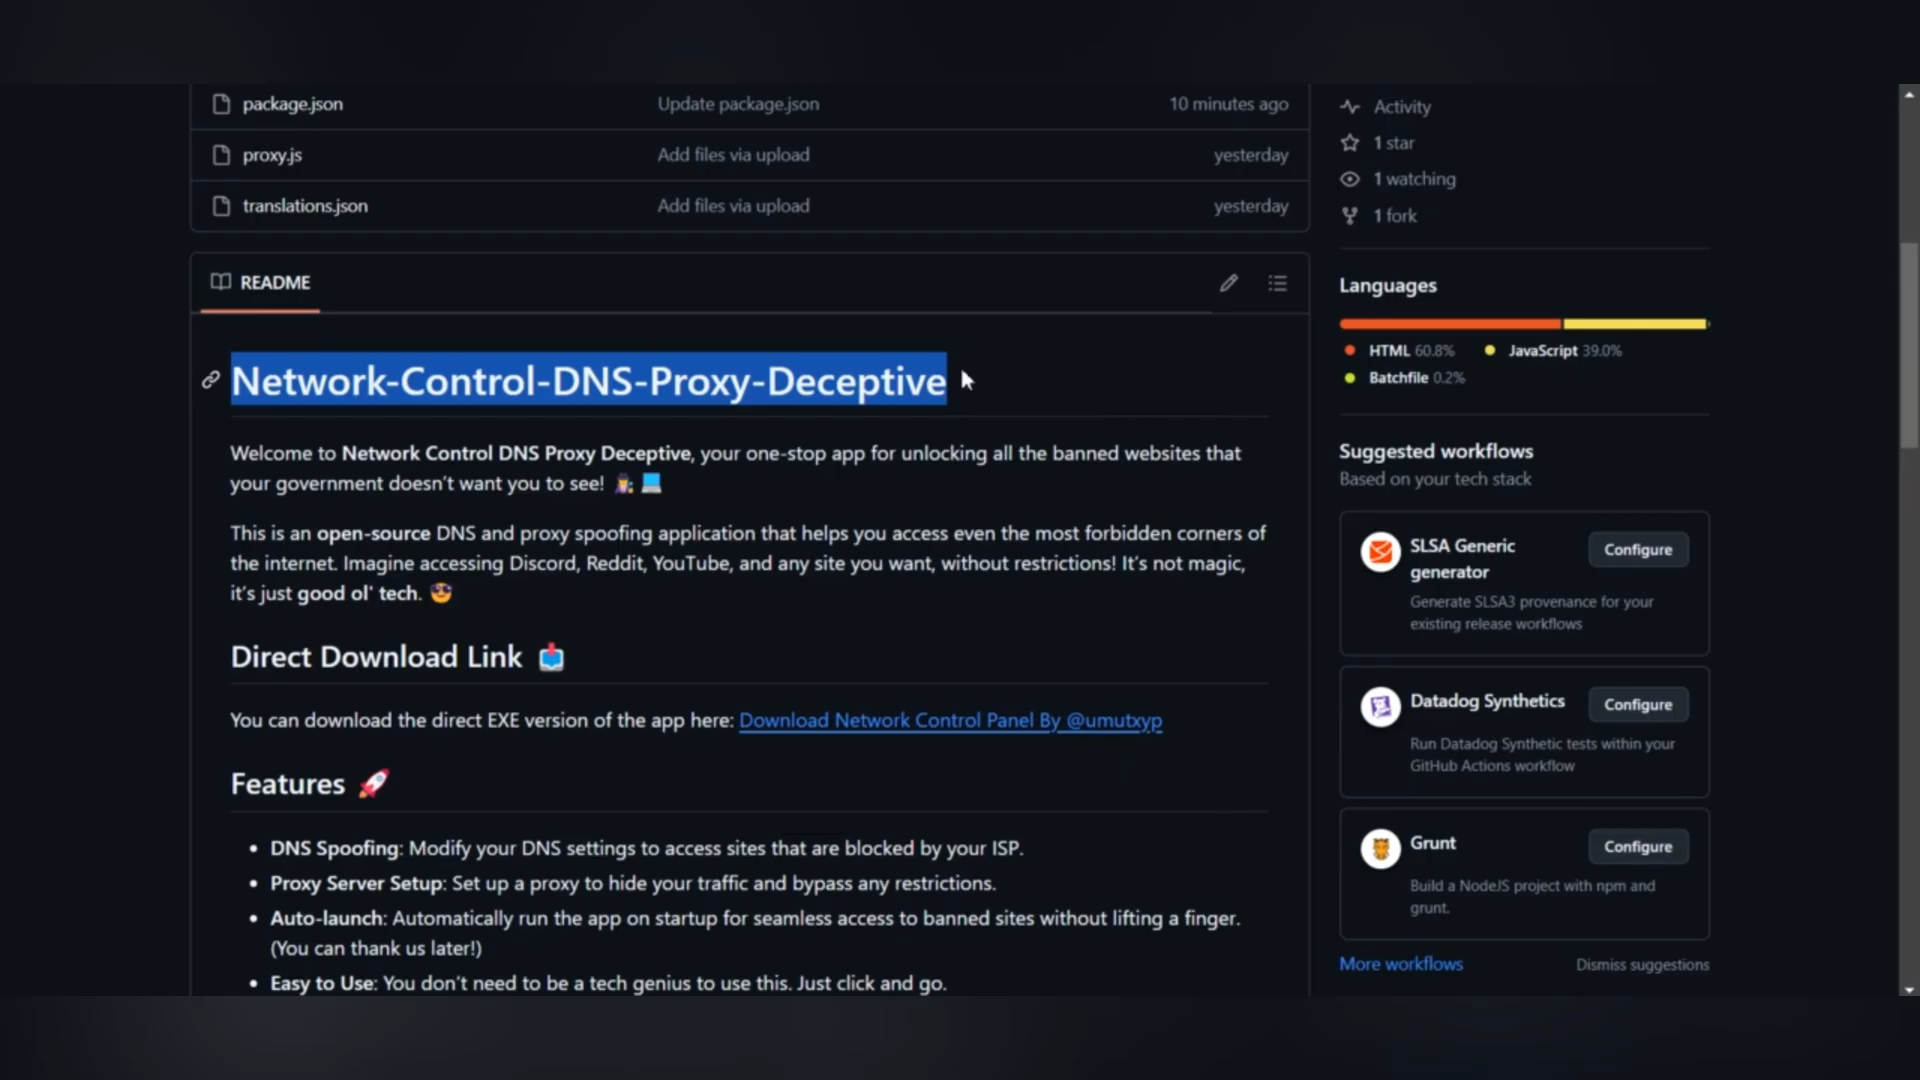 package.json Update package.json 10 minutes ago
proxy.js Add files via upload yesterday
translations.json Add files via upload yesterday
README
Network-Control-DNS-Proxy-Deceptive
Welcome to Network Control DNS Proxy Deceptive, your one-stop app for unlocking all the banned websites that
your government doesn't want you to see! 🕵️‍♀️ 💻
This is an open-source DNS and proxy spoofing application that helps you access even the most forbidden corners of
the internet. Imagine accessing Discord, Reddit, YouTube, and any site you want, without restrictions! It's not magic,
it's just good ol' tech. 😎
Direct Download Link 📥
You can download the direct EXE version of the app here: Download Network Control Panel By @umutxyp
Features 🚀
• DNS Spoofing: Modify your DNS settings to access sites that are blocked by your ISP.
• Proxy Server Setup: Set up a proxy to hide your traffic and bypass any restrictions.
• Auto-launch: Automatically run the app on startup for seamless access to banned sites without lifting a finger.
(You can thank us later!)
• Easy to Use: You don't need to be a tech genius to use this. Just click and go.
Activity
1 star
1 watching
1 fork
Languages
HTML 60.8% JavaScript 39.0%
Batchfile 0.2%
Suggested workflows
Based on your tech stack
SLSA Generic
generator
Configure
Generate SLSA3 provenance for your
existing release workflows
Datadog Synthetics
Configure
Run Datadog Synthetic tests within your
GitHub Actions workflow
Grunt
Configure
Build a NodeJS project with npm and
grunt.
More workflows Dismiss suggestions